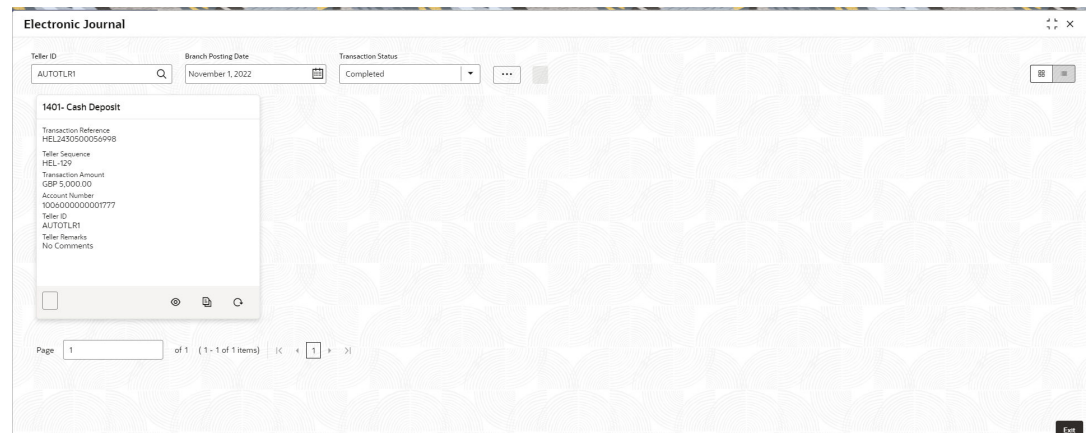 Electronic Journal
Teller ID
Branch Posting Date
Transaction Status
AUTOTLR1
November 1, 2022
Completed
1401- Cash Deposit
Transaction Reference
HEL2430500056998
Teller Sequence
HEL-129
Transaction Amount
GBP 5,000.00
Account Number
1006000000001777
Teller ID
AUTOTLR1
Teller Remarks
No Comments
Page 1 of 1 (1 - 1 of 1 items) 1
Exit